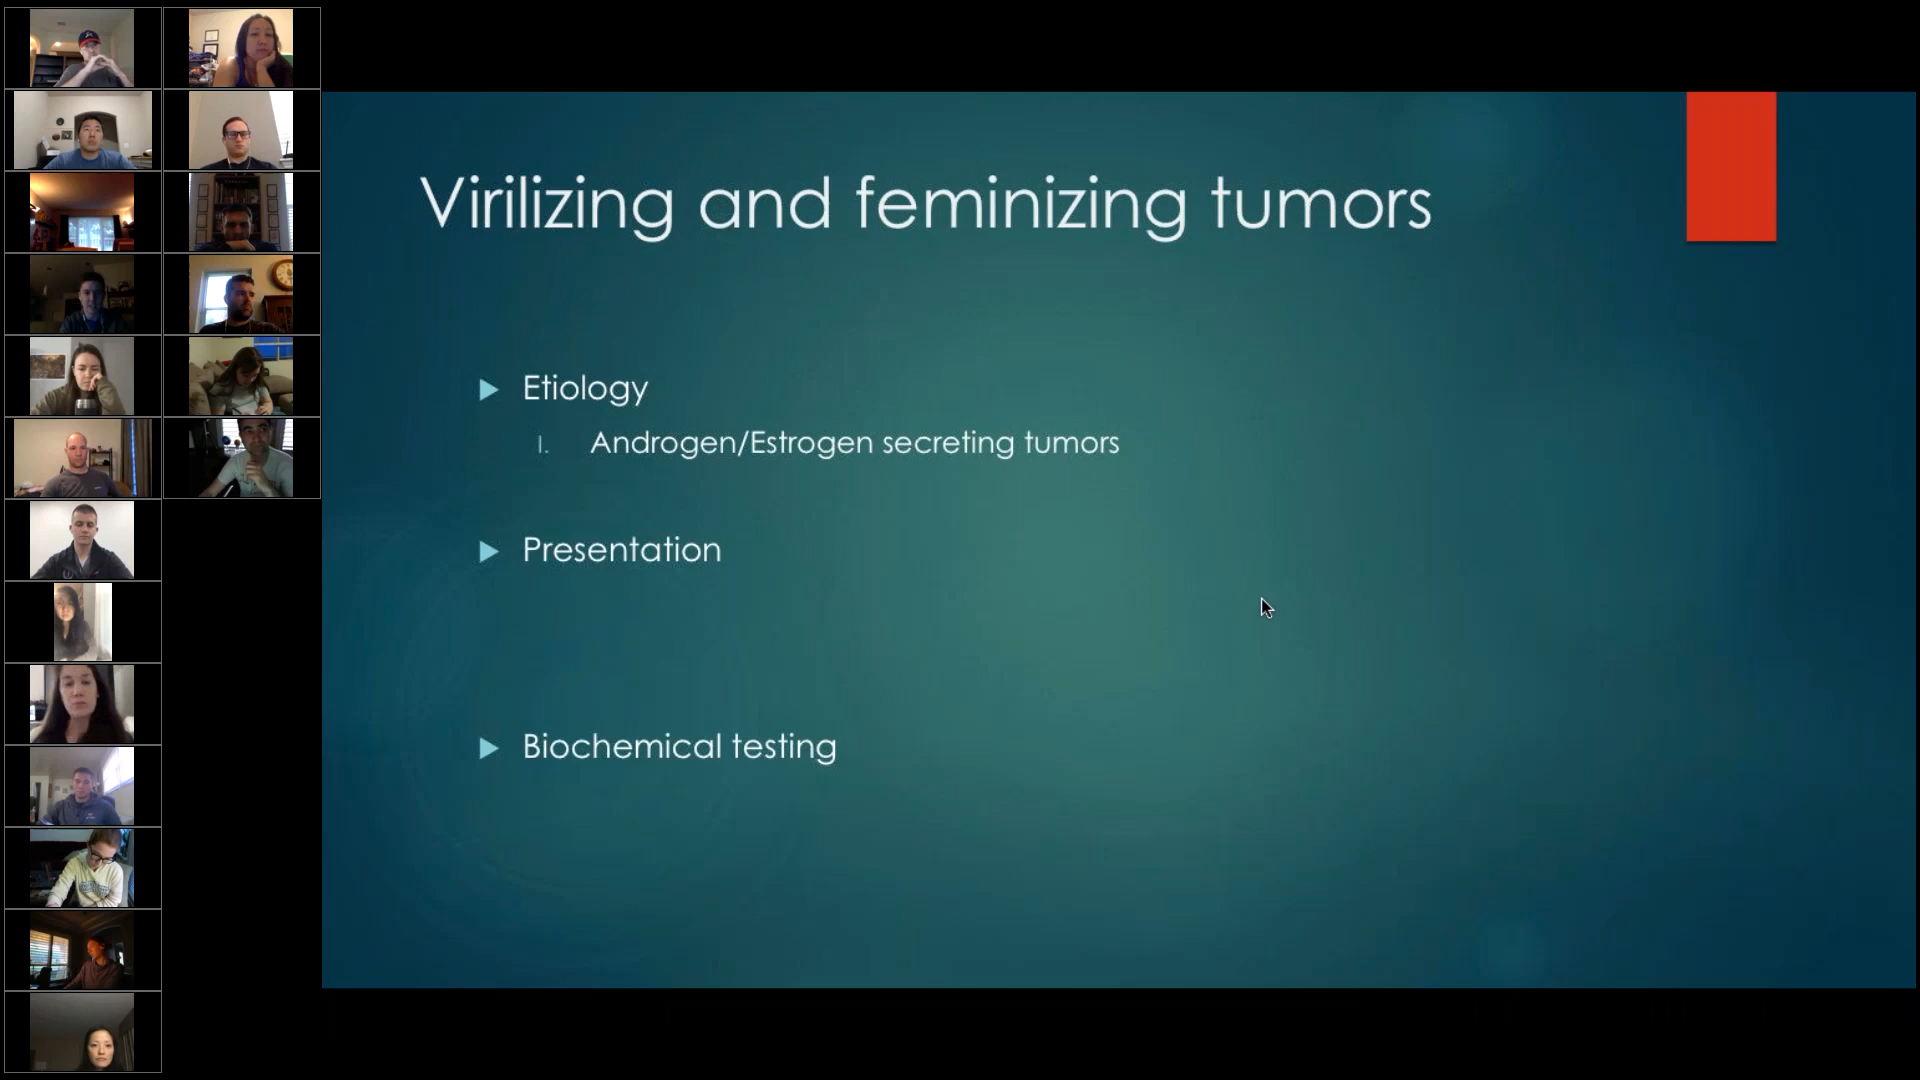 Virilizing and feminizing tumors
Etiology
I. Androgen/Estrogen secreting tumors
Presentation
Biochemical testing